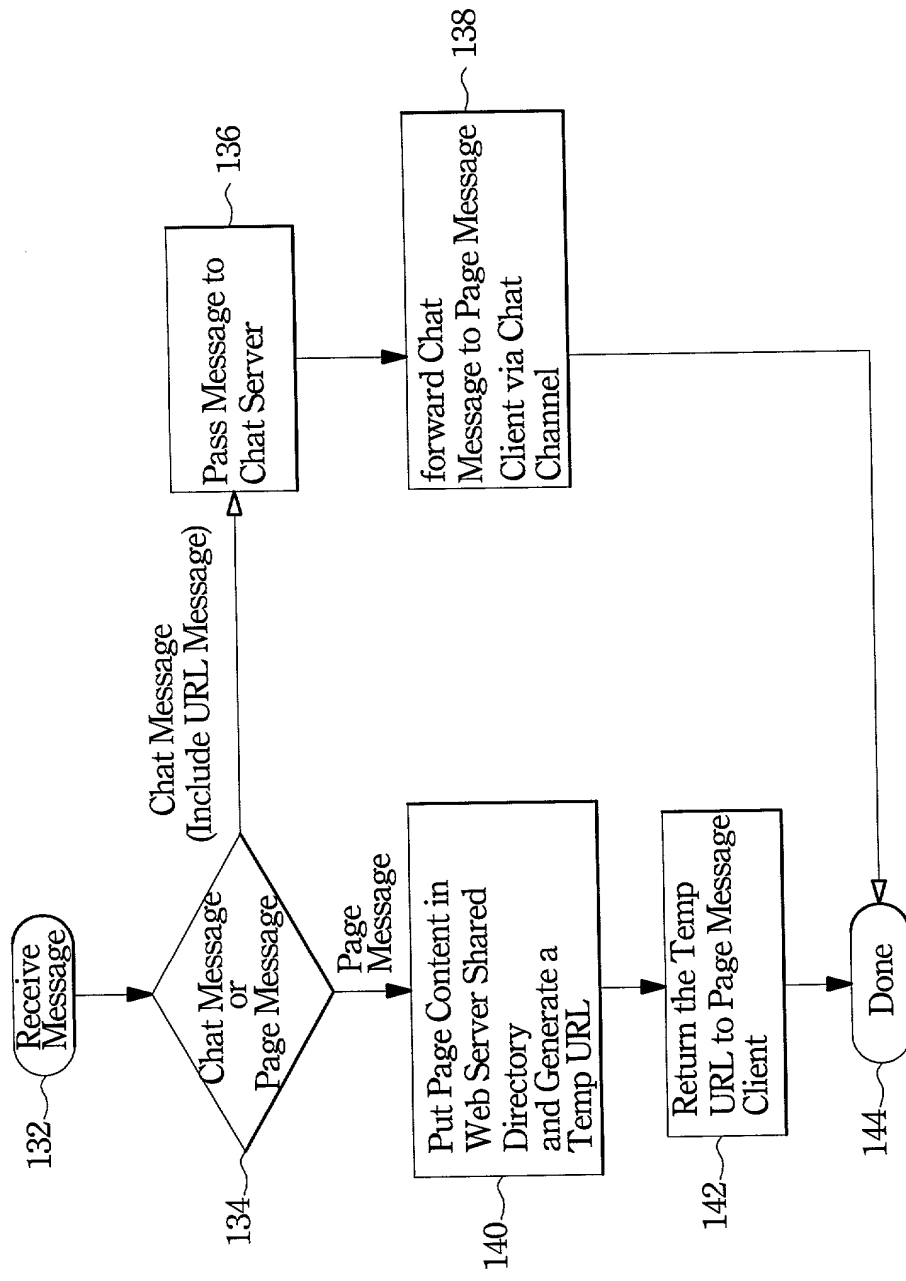 132
Receive
Message
134
Chat Message
or
Page Message
Chat Message
(Include URL Message)
136
Pass Message to
Chat Server
138
forward Chat
Message to Page Message
Client via Chat
Channel
Page
Message
140
Put Page Content in
Web Server Shared
Directory
and Generate a
Temp URL
142
Return the Temp
URL to Page Message
Client
144
Done